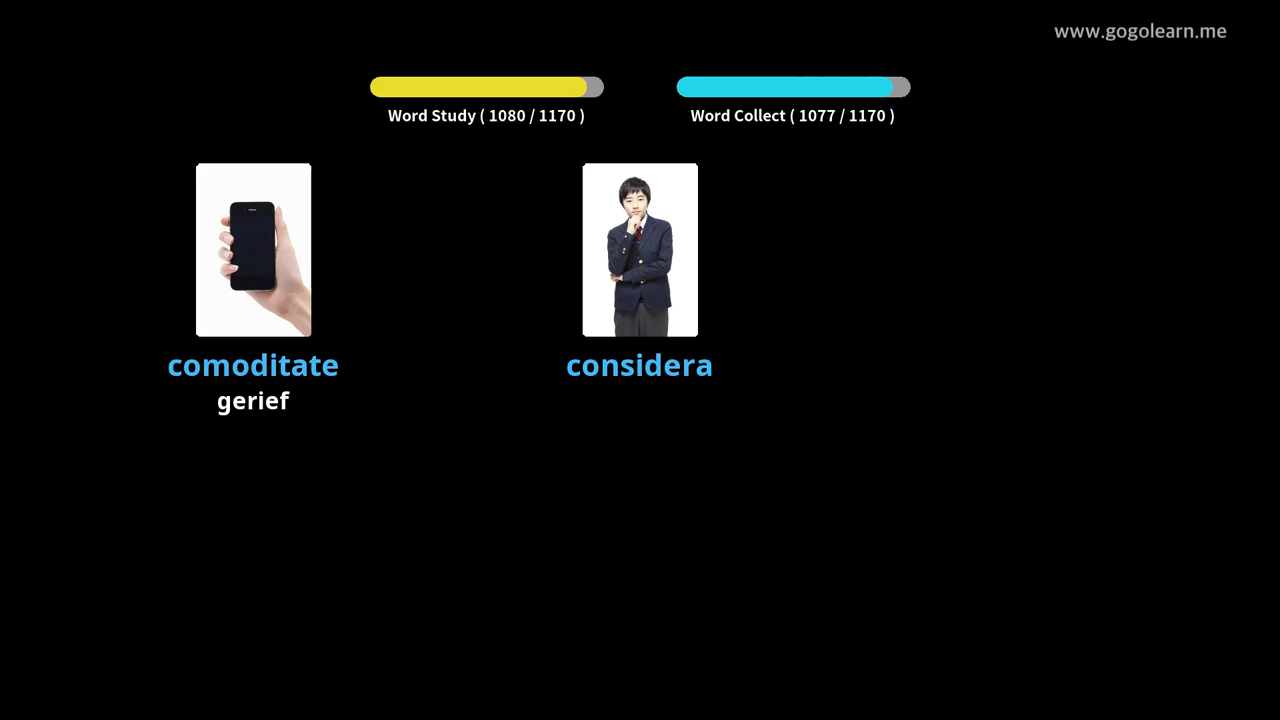 www.gogolearn.me
Word Study ( 1080 / 1170 )
Word Collect ( 1077 / 1170 )
comoditate
gerief
considera